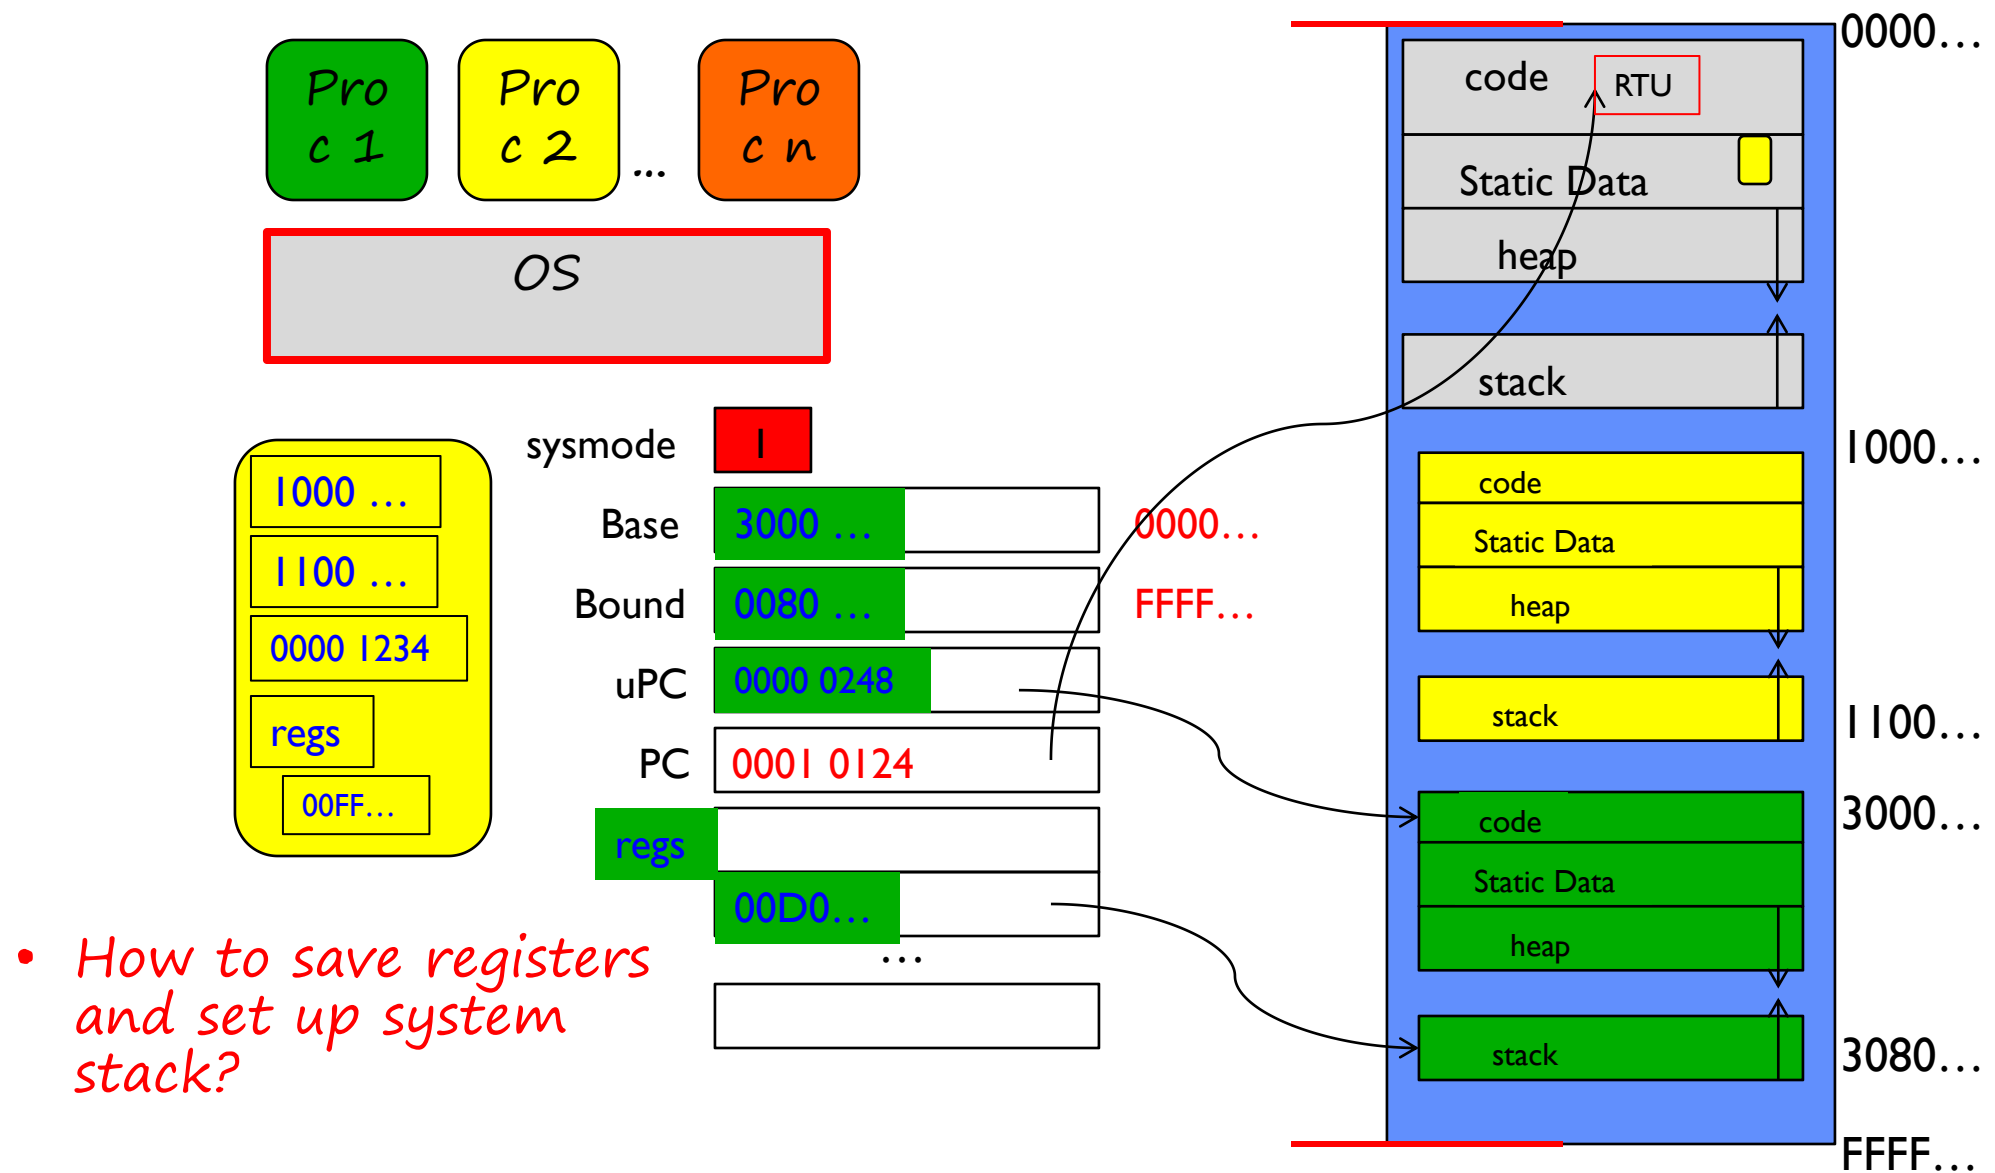 Pro
c 1
Pro
c 2
...
Pro
c n
OS
1000 ...
1100 ...
0000 1234
regs
00FF...
sysmode
1
Base
3000 ...
0000...
Bound
0080 ...
FFFF...
uPC
0000 0248
PC
0001 0124
regs
00D0...
...
• How to save registers
and set up system
stack?
code
RTU
Static Data
heap
stack
code
Static Data
heap
stack
code
Static Data
heap
stack
0000...
1000...
1100...
3000...
3080...
FFFF...